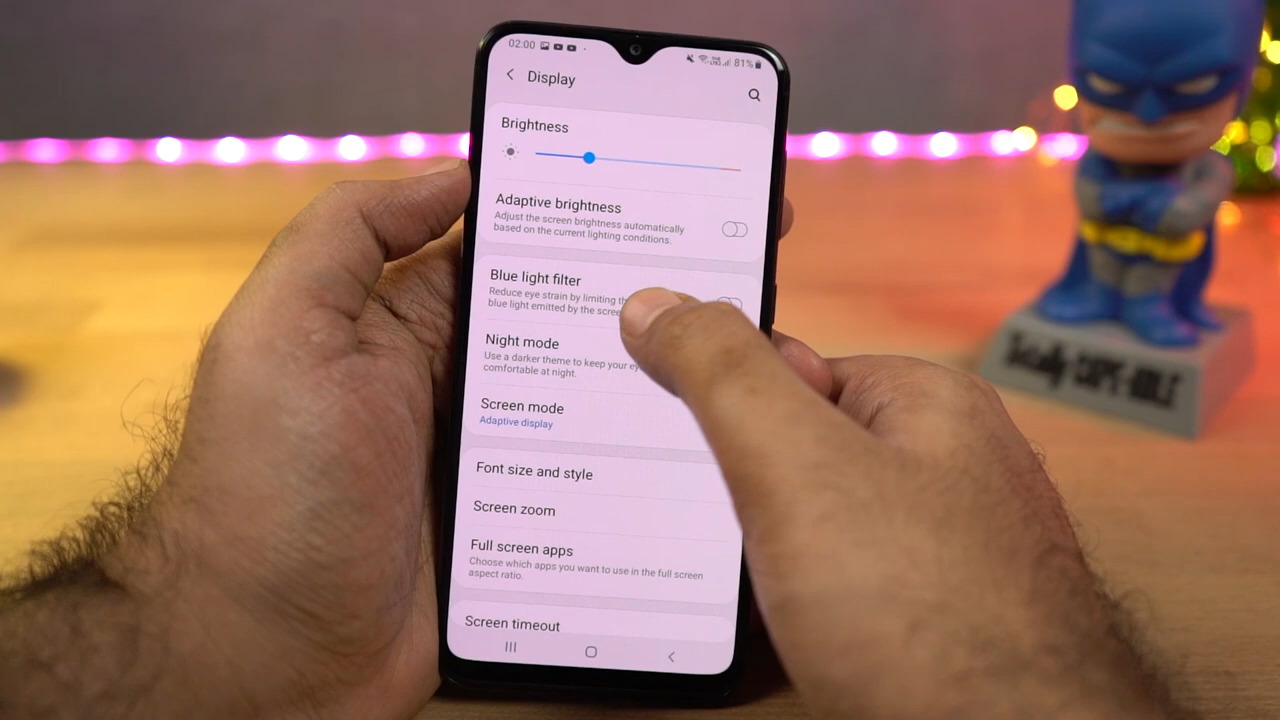 02:00
81%
Display
Brightness
Adaptive brightness
Adjust the screen brightness automatically
based on the current lighting conditions.
Blue light filter
Reduce eye strain by limiting
blue light emitted by the
Night mode
Use a darker theme to keep your
comfortable at night.
Screen mode
Adaptive display
Font size and style
Screen zoom
Full screen apps
Choose which apps you want to use in the full screen
aspect ratio.
Screen timeout
Totally CAPE-ABLE